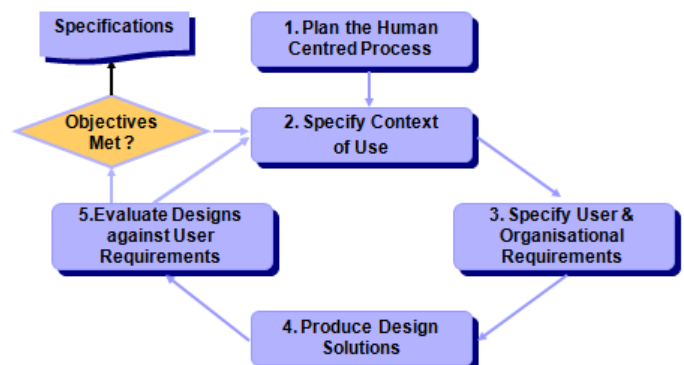 Specifications
1. Plan the Human
Centred Process
Objectives
Met ?
2. Specify Context
of Use
5.Evaluate Designs
against User
Requirements
3. Specify User &
Organisational
Requirements
4. Produce Design
Solutions